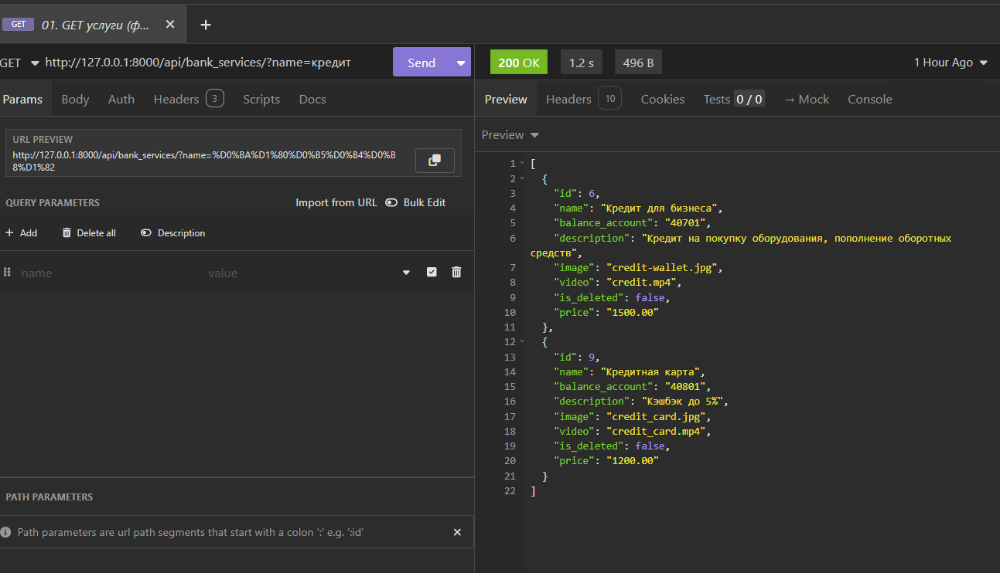 GET 01. GET услуги (ф...
GET http://127.0.0.1:8000/api/bank_services/?name=кредит Send
200 OK 1.2 s 496 B 1 Hour Ago
Params Body Auth Headers 3 Scripts Docs
Preview Headers 10 Cookies Tests 0 / 0 → Mock Console
URL PREVIEW
http://127.0.0.1:8000/api/bank_services/?name=%D0%BA%D1%80%D0%B5%D0%B4%D0%B
8%D1%82
QUERY PARAMETERS Import from URL Bulk Edit
+ Add Delete all Description
name value
PATH PARAMETERS
Path parameters are url path segments that start with a colon ':' e.g. ':id'
Preview
1 [
2 {
3 "id": 6,
4 "name": "Кредит для бизнеса",
5 "balance_account": "40701",
6 "description": "Кредит на покупку оборудования, пополнение оборотных
средств",
7 "image": "credit-wallet.jpg",
8 "video": "credit.mp4",
9 "is_deleted": false,
10 "price": "1500.00"
11 },
12 {
13 "id": 9,
14 "name": "Кредитная карта",
15 "balance_account": "40801",
16 "description": "Кэшбэк до 5%",
17 "image": "credit_card.jpg",
18 "video": "credit_card.mp4",
19 "is_deleted": false,
20 "price": "1200.00"
21 }
22 ]